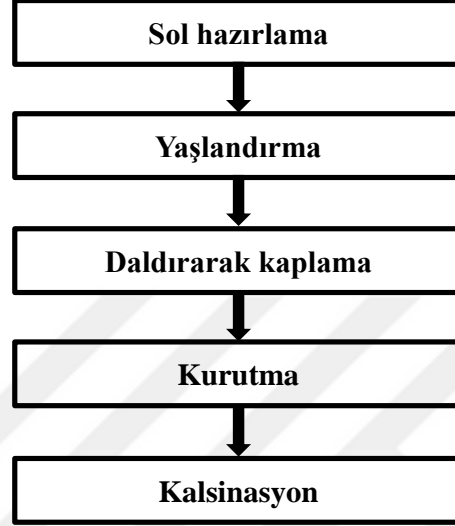 Sol hazırlama
Yaşlandırma
Daldırarak kaplama
Kurutma
Kalsinasyon